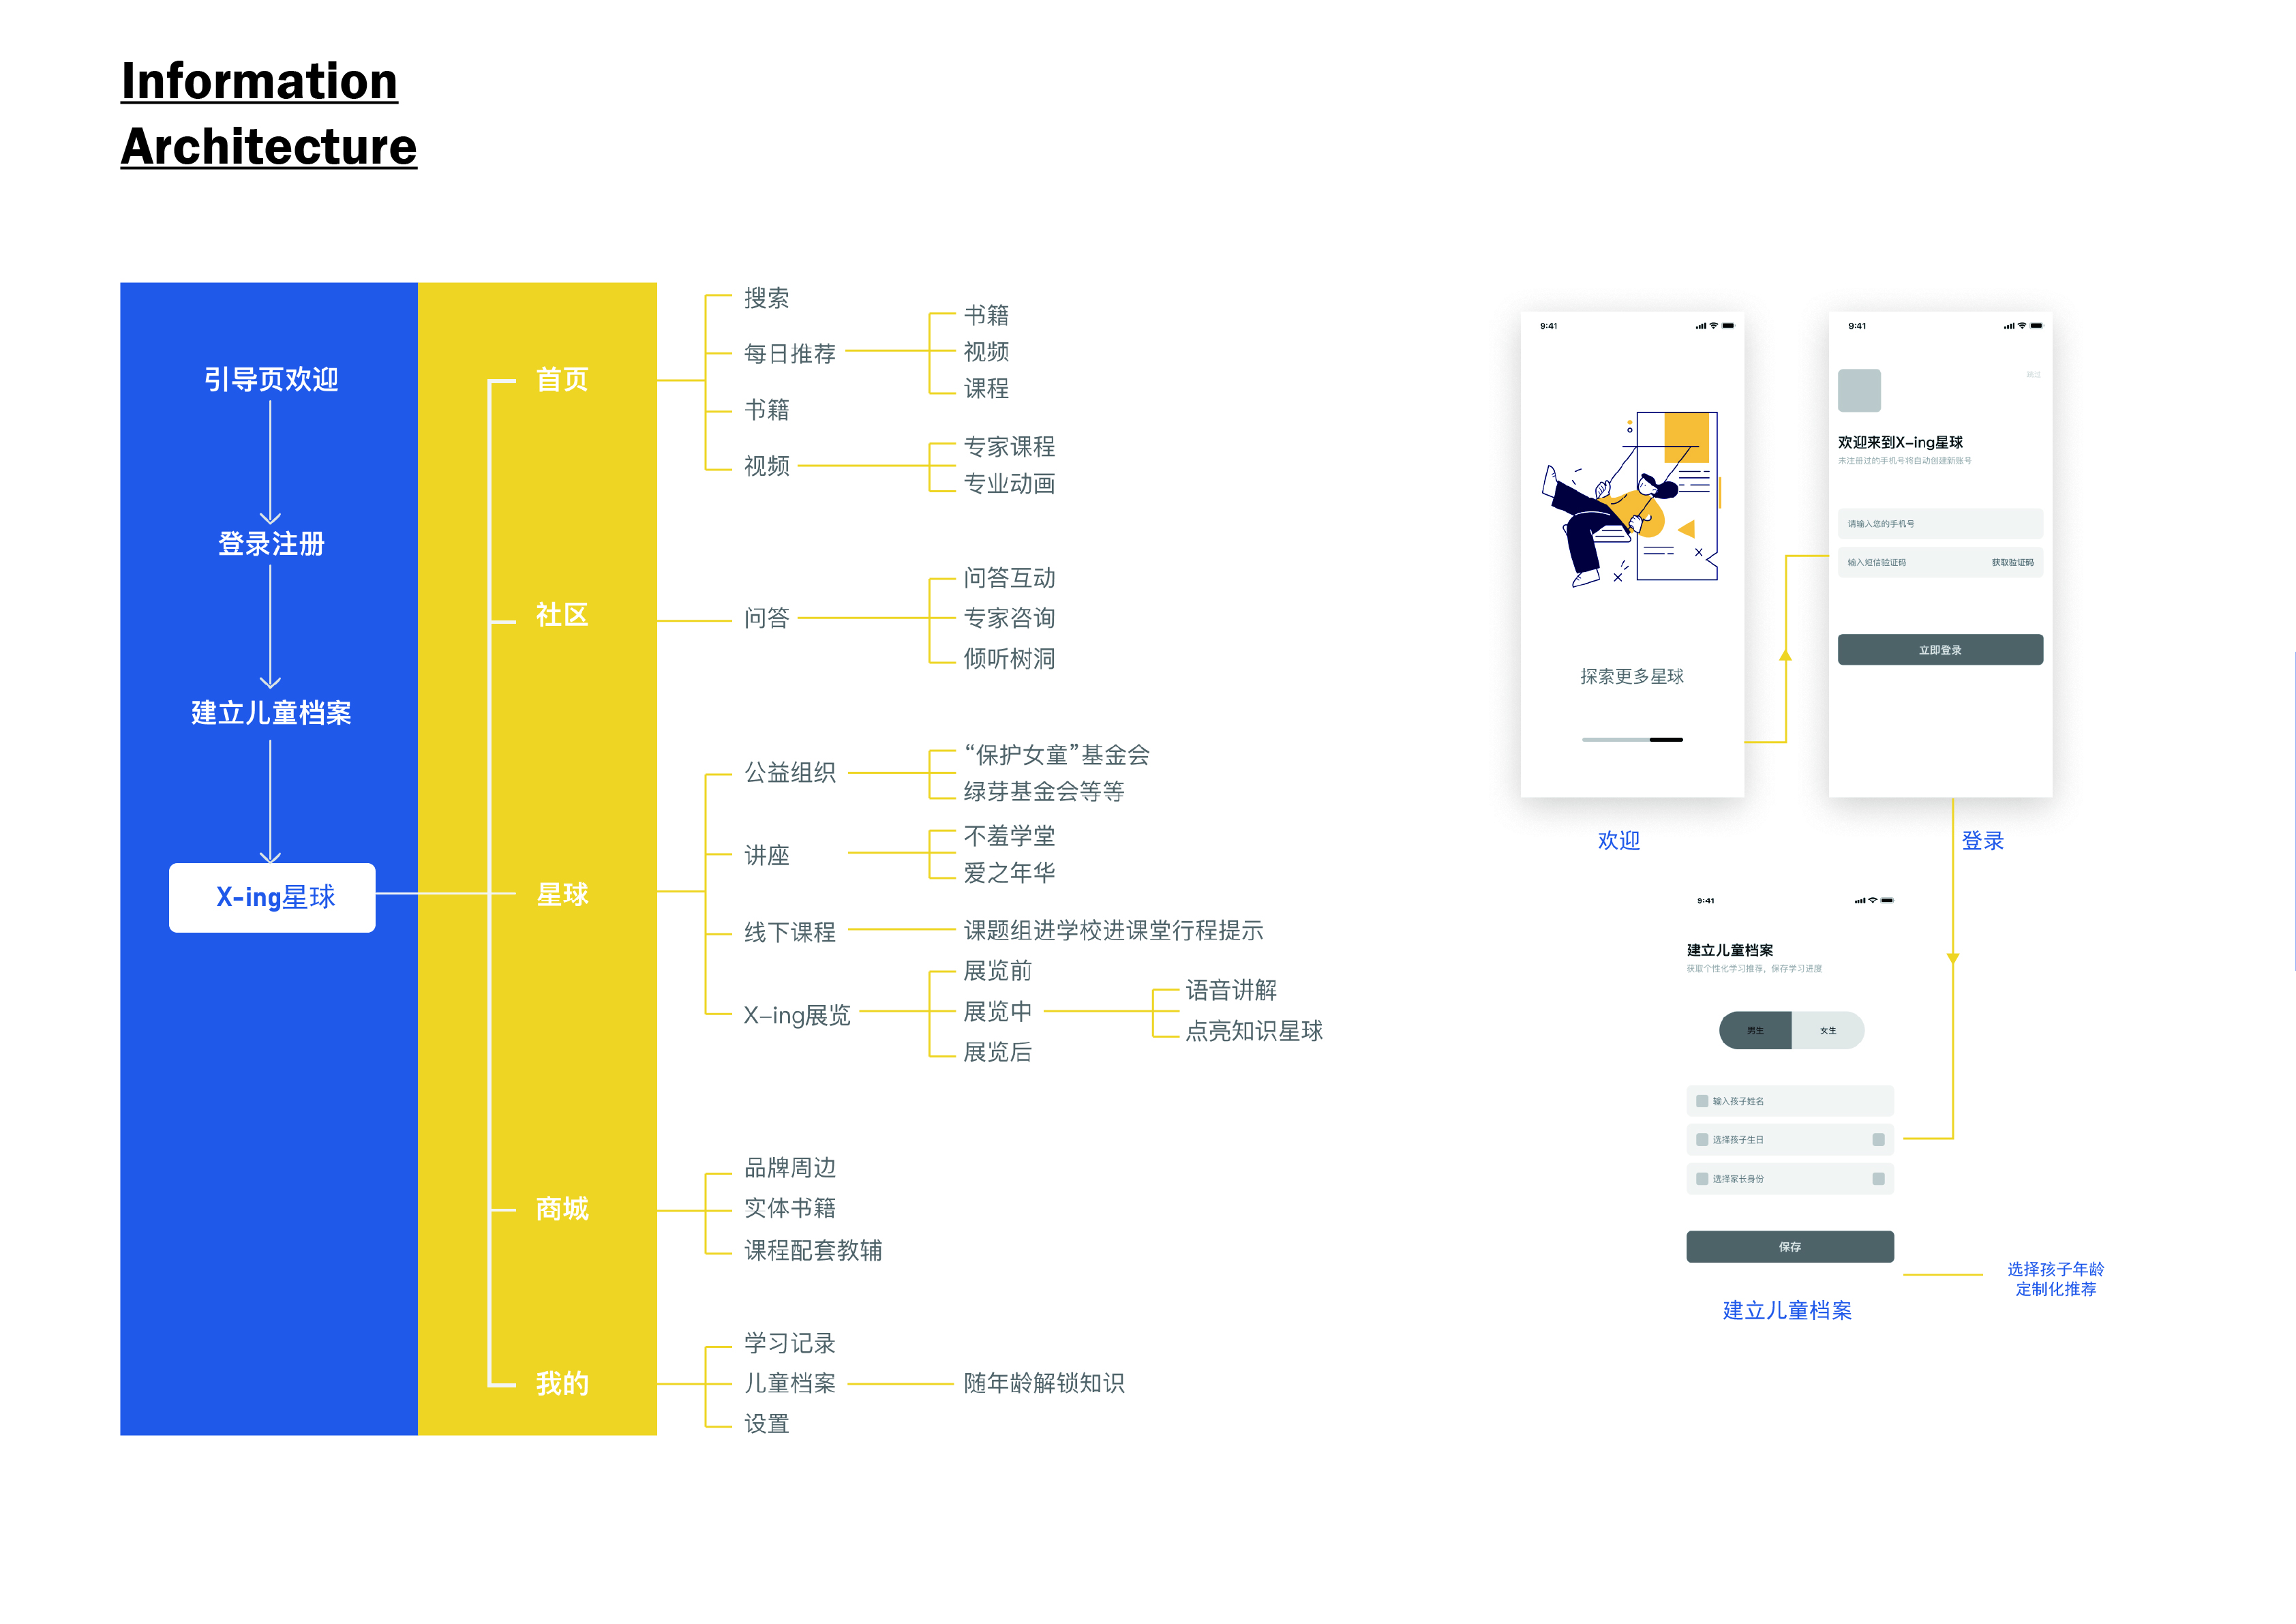 Information
Architecture
引导页欢迎
登录注册
建立儿童档案
X-ing星球
首页
社区
星球
商城
我的
搜索
每日推荐
书籍
视频
书籍
视频
课程
专家课程
专业动画
问答
问答互动
专家咨询
倾听树洞
公益组织
“保护女童”基金会
绿芽基金会等等
讲座
不羞学堂
爱之年华
线下课程
课题组进学校进课堂行程提示
X-ing展览
展览前
展览中
展览后
语音讲解
点亮知识星球
品牌周边
实体书籍
课程配套教辅
学习记录
儿童档案
随年龄解锁知识
设置
9:41
探索更多星球
欢迎
9:41
跳过
欢迎来到X-ing星球
未注册过的手机号将自动创建新账号
请输入您的手机号
输入短信验证码 获取验证码
立即登录
登录
9:41
建立儿童档案
获取个性化学习推荐，保存学习进度
男生 女生
输入孩子姓名
选择孩子生日
选择家长身份
保存
建立儿童档案
选择孩子年龄
定制化推荐